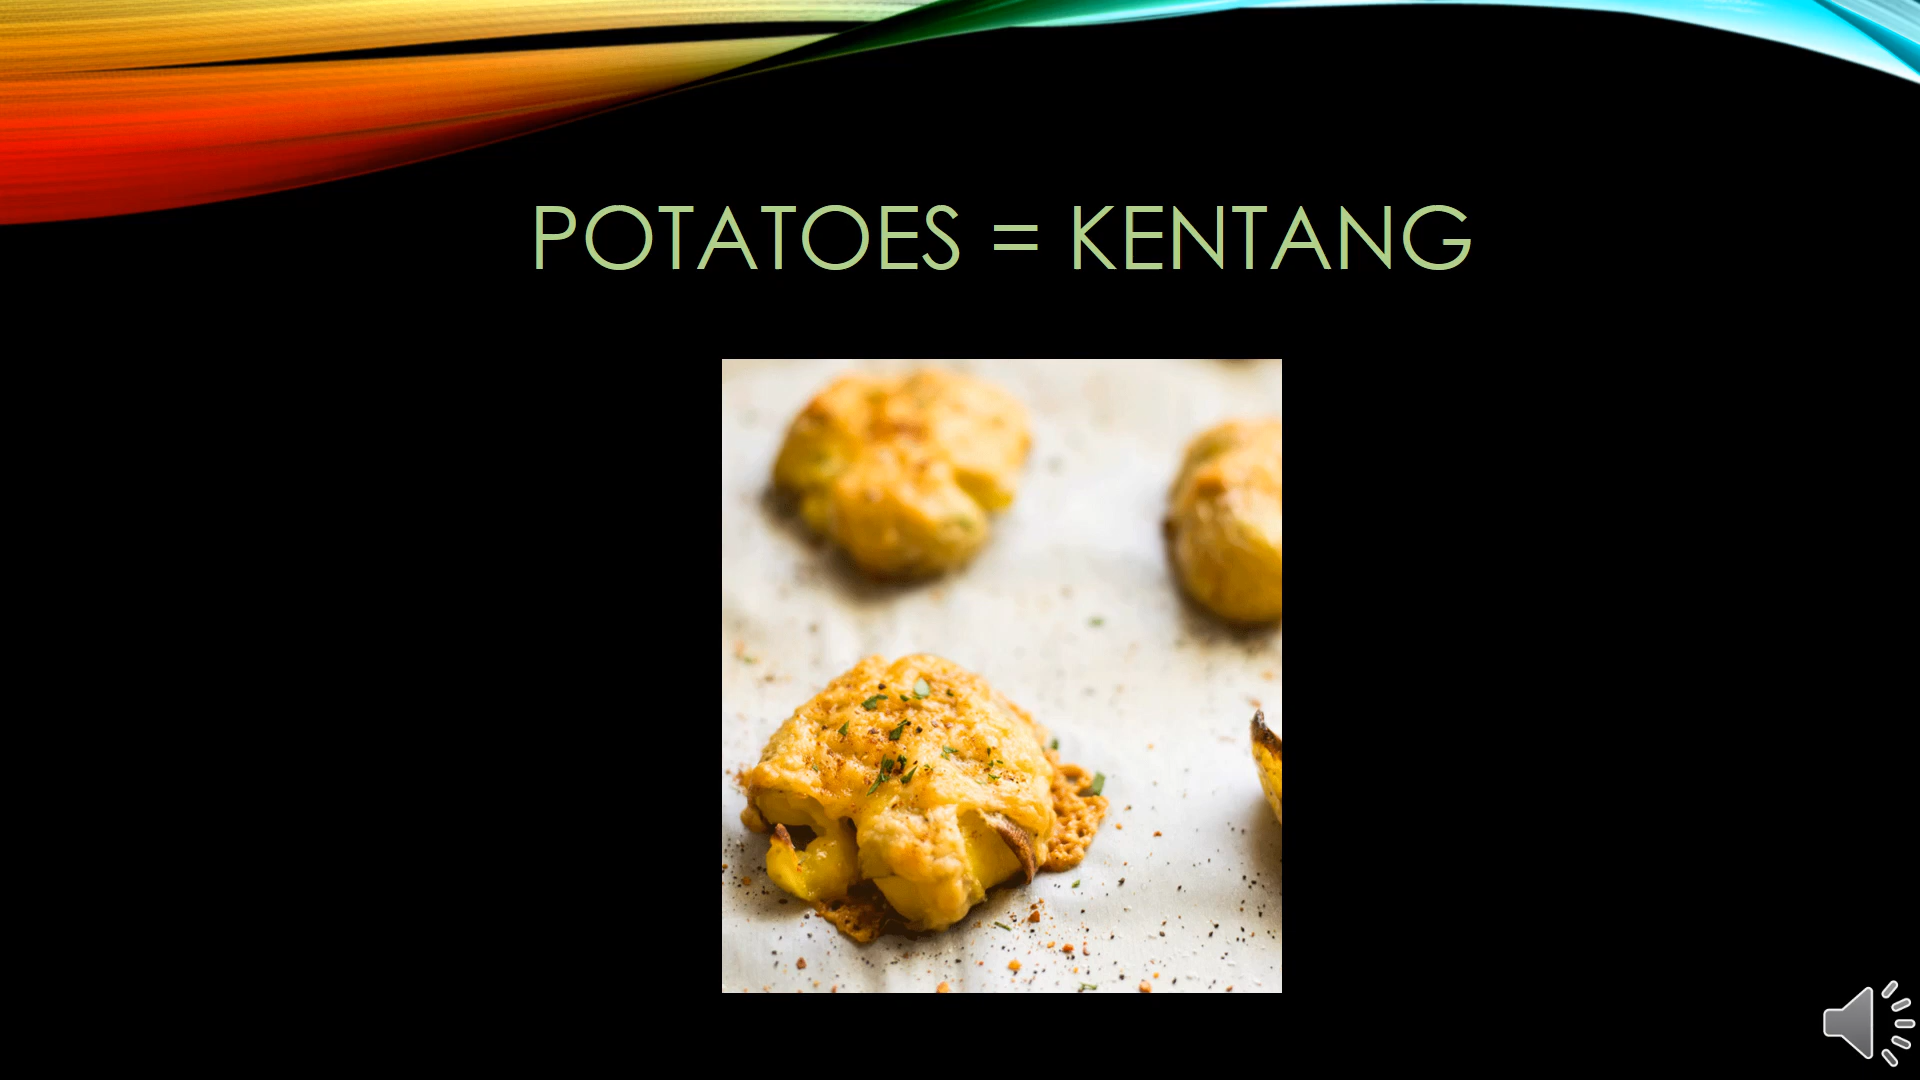 POTATOES = KENTANG